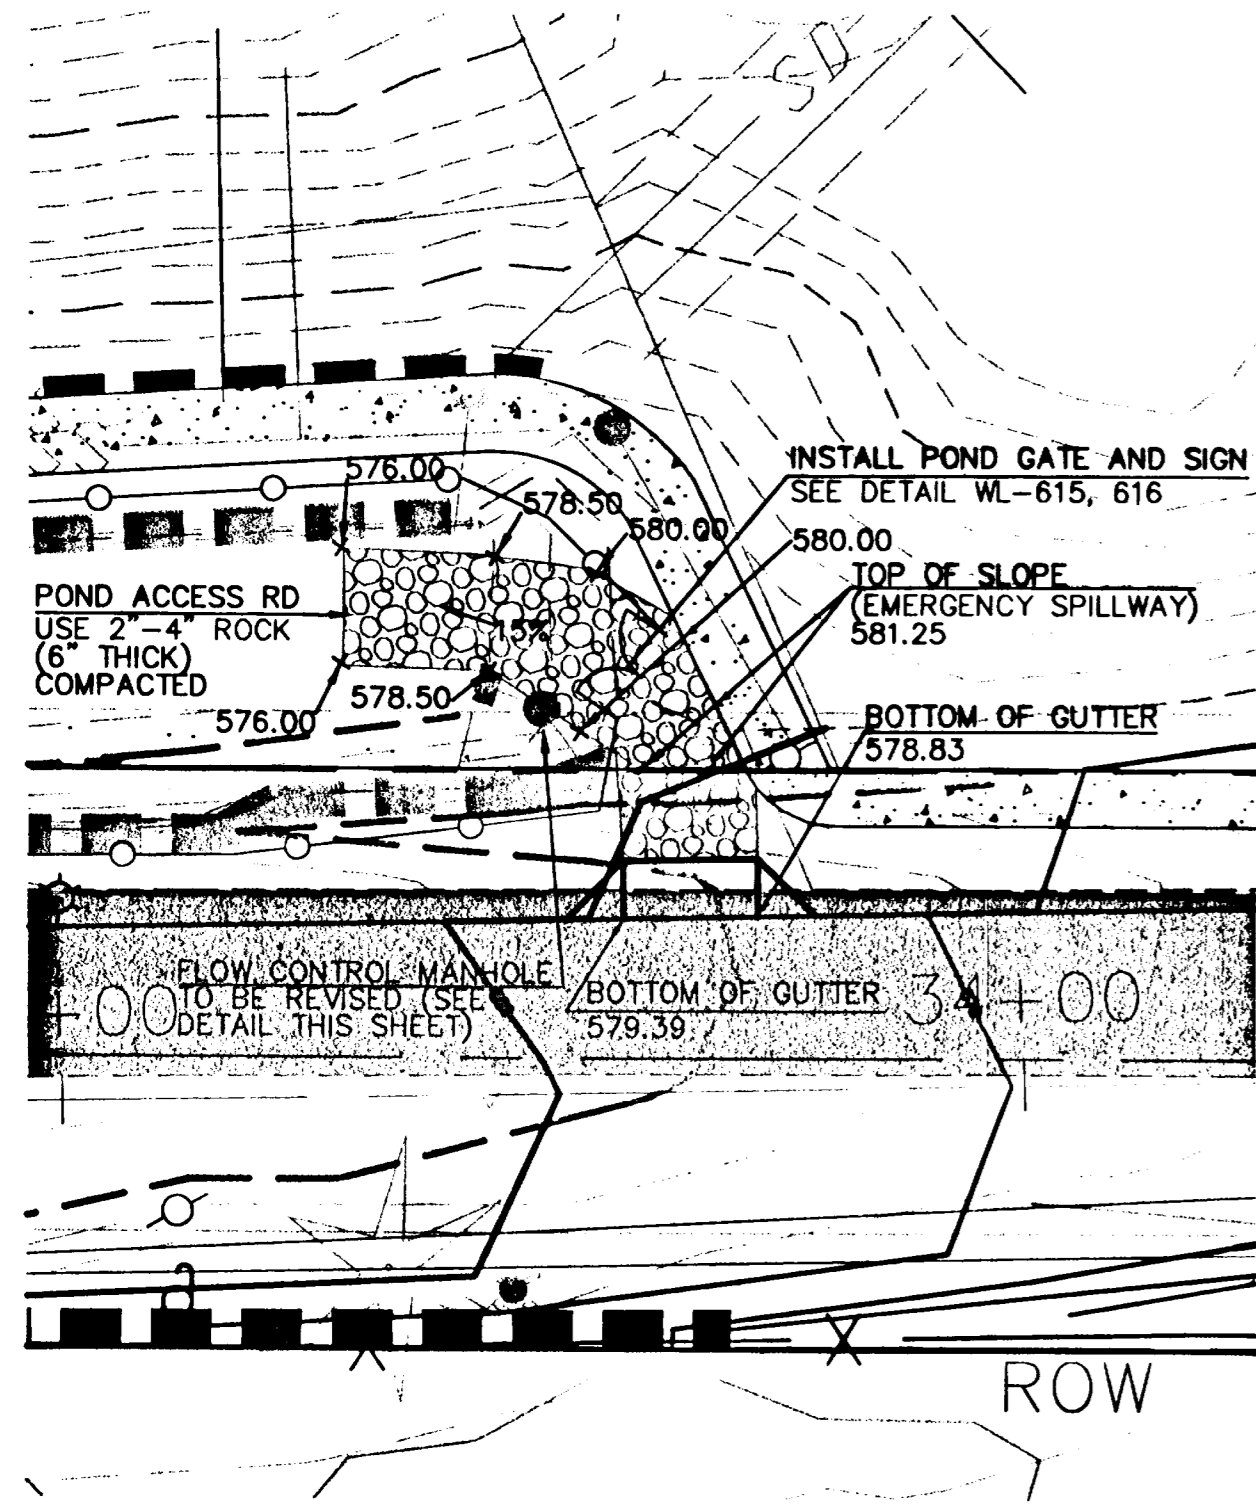 SD
INSTALL POND GATE AND SIGN
SEE DETAIL WL-615, 616
576.00
578.50
580.00
580.00
TOP OF SLOPE
(EMERGENCY SPILLWAY)
581.25
POND ACCESS RD
USE 2"-4" ROCK
(6" THICK)
COMPACTED
15%
578.50
576.00
BOTTOM OF GUTTER
578.83
FLOW CONTROL MANHOLE
TO BE REVISED (SEE
DETAIL THIS SHEET)
BOTTOM OF GUTTER
579.39
+00
34+00
ROW